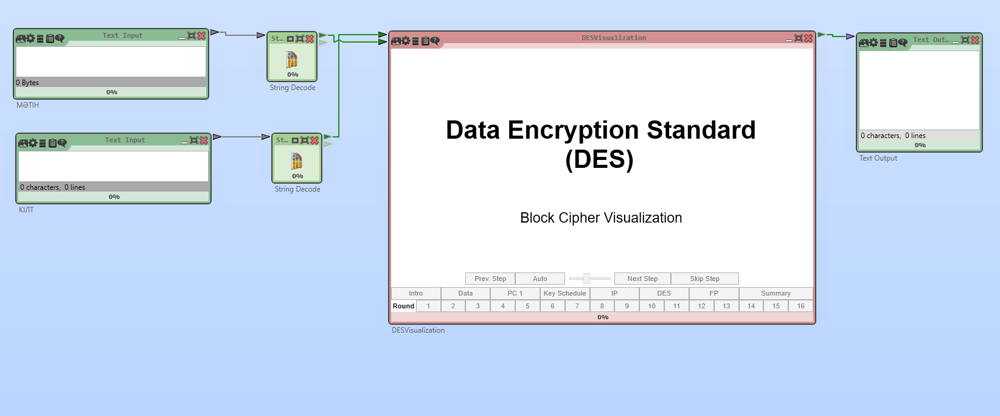 Text Input
0 Bytes
0%
МӘТІН
St...
0%
String Decode
Text Input
0 characters,  0 lines
0%
КІЛТ
St...
0%
String Decode
DESVisualization
Data Encryption Standard
(DES)
Block Cipher Visualization
Prev. Step Auto Next Step Skip Step
Intro Data PC 1 Key Schedule IP DES FP Summary
Round 1 2 3 4 5 6 7 8 9 10 11 12 13 14 15 16
0%
DESVisualization
Text Out...
0 characters,  0 lines
0%
Text Output